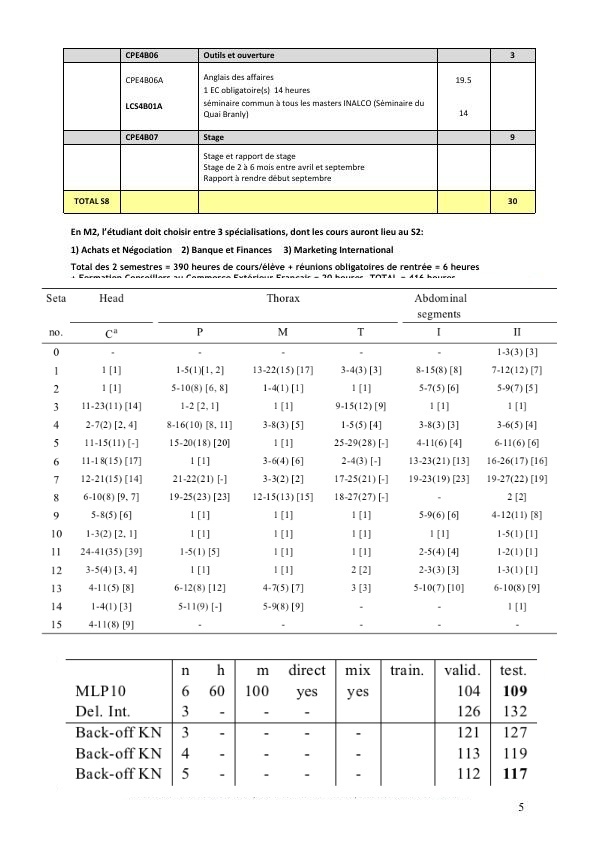 CPE4B06 Outils et ouverture 3
CPE4B06A Anglais des affaires 19.5
1 EC obligatoire(s) 14 heures
LCS4B01A séminaire commun à tous les masters INALCO (Séminaire du Quai Branly) 14
CPE4B07 Stage 9
Stage et rapport de stage
Stage de 2 à 6 mois entre avril et septembre
Rapport à rendre début septembre
TOTAL S8 30
En M2, l'étudiant doit choisir entre 3 spécialisations, dont les cours auront lieu au S2:
1) Achats et Négociation 2) Banque et Finances 3) Marketing International
Total des 2 semestres = 390 heures de cours/élève + réunions obligatoires de rentrée = 6 heures
+ Formation Conseillers au Commerce Extérieur Français = 20 heures TOTAL = 416 heures
Seta Head Thorax Abdominal
segments
no. Cª P M T I II
0 - - - - - 1-3(3) [3]
1 1 [1] 1-5(1)[1, 2] 13-22(15) [17] 3-4(3) [3] 8-15(8) [8] 7-12(12) [7]
2 1 [1] 5-10(8) [6, 8] 1-4(1) [1] 1 [1] 5-7(5) [6] 5-9(7) [5]
3 11-23(11) [14] 1-2 [2, 1] 1 [1] 9-15(12) [9] 1 [1] 1 [1]
4 2-7(2) [2, 4] 8-16(10) [8, 11] 3-8(3) [5] 1-5(5) [4] 3-8(3) [3] 3-6(5) [4]
5 11-15(11) [-] 15-20(18) [20] 1 [1] 25-29(28) [-] 4-11(6) [4] 6-11(6) [6]
6 11-18(15) [17] 1 [1] 3-6(4) [6] 2-4(3) [-] 13-23(21) [13] 16-26(17) [16]
7 12-21(15) [14] 21-22(21) [-] 3-3(2) [2] 17-25(21) [-] 19-23(19) [23] 19-27(22) [19]
8 6-10(8) [9, 7] 19-25(23) [23] 12-15(13) [15] 18-27(27) [-] - 2 [2]
9 5-8(5) [6] 1 [1] 1 [1] 1 [1] 5-9(6) [6] 4-12(11) [8]
10 1-3(2) [2, 1] 1 [1] 1 [1] 1 [1] 1 [1] 1-5(1) [1]
11 24-41(35) [39] 1-5(1) [5] 1 [1] 1 [1] 2-5(4) [4] 1-2(1) [1]
12 3-5(4) [3, 4] 1 [1] 1 [1] 2 [2] 2-3(3) [3] 1-3(1) [1]
13 4-11(5) [8] 6-12(8) [12] 4-7(5) [7] 3 [3] 5-10(7) [10] 6-10(8) [9]
14 1-4(1) [3] 5-11(9) [-] 5-9(8) [9] - - 1 [1]
15 4-11(8) [9] - - - - -
n h m direct mix train. valid. test.
MLP10 6 60 100 yes yes 104 109
Del. Int. 3 - - - 126 132
Back-off KN 3 - - - - 121 127
Back-off KN 4 - - - - 113 119
Back-off KN 5 - - - - 112 117
5